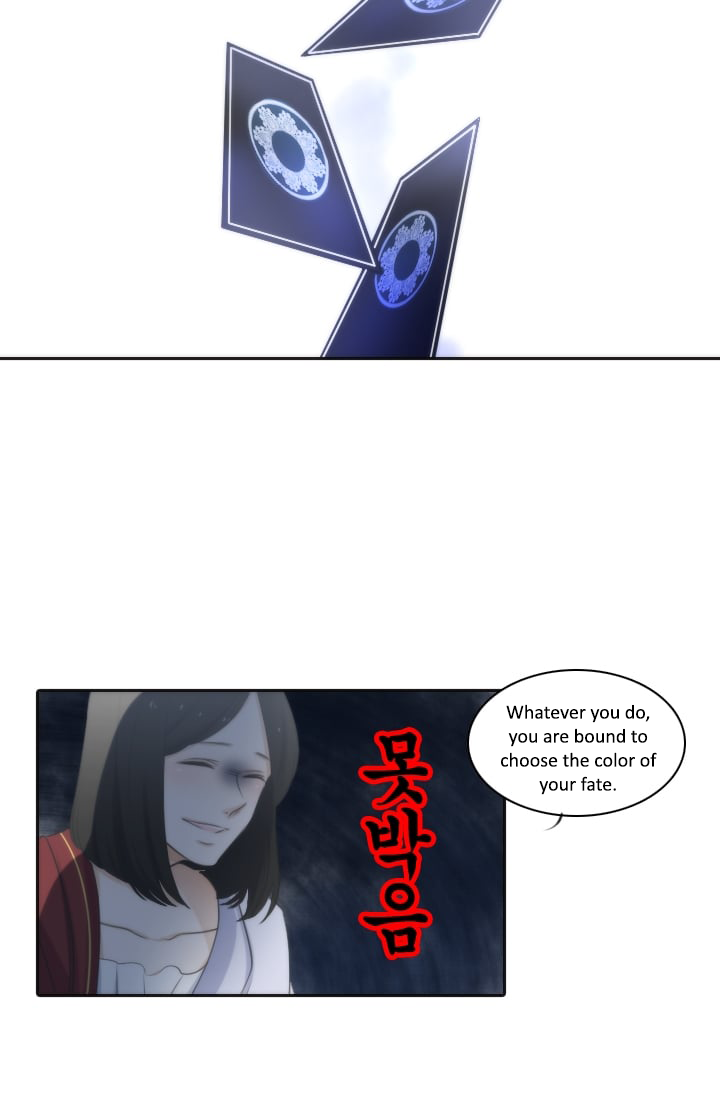 Whatever you do,
you are bound to
choose the color of
your fate.
못박음